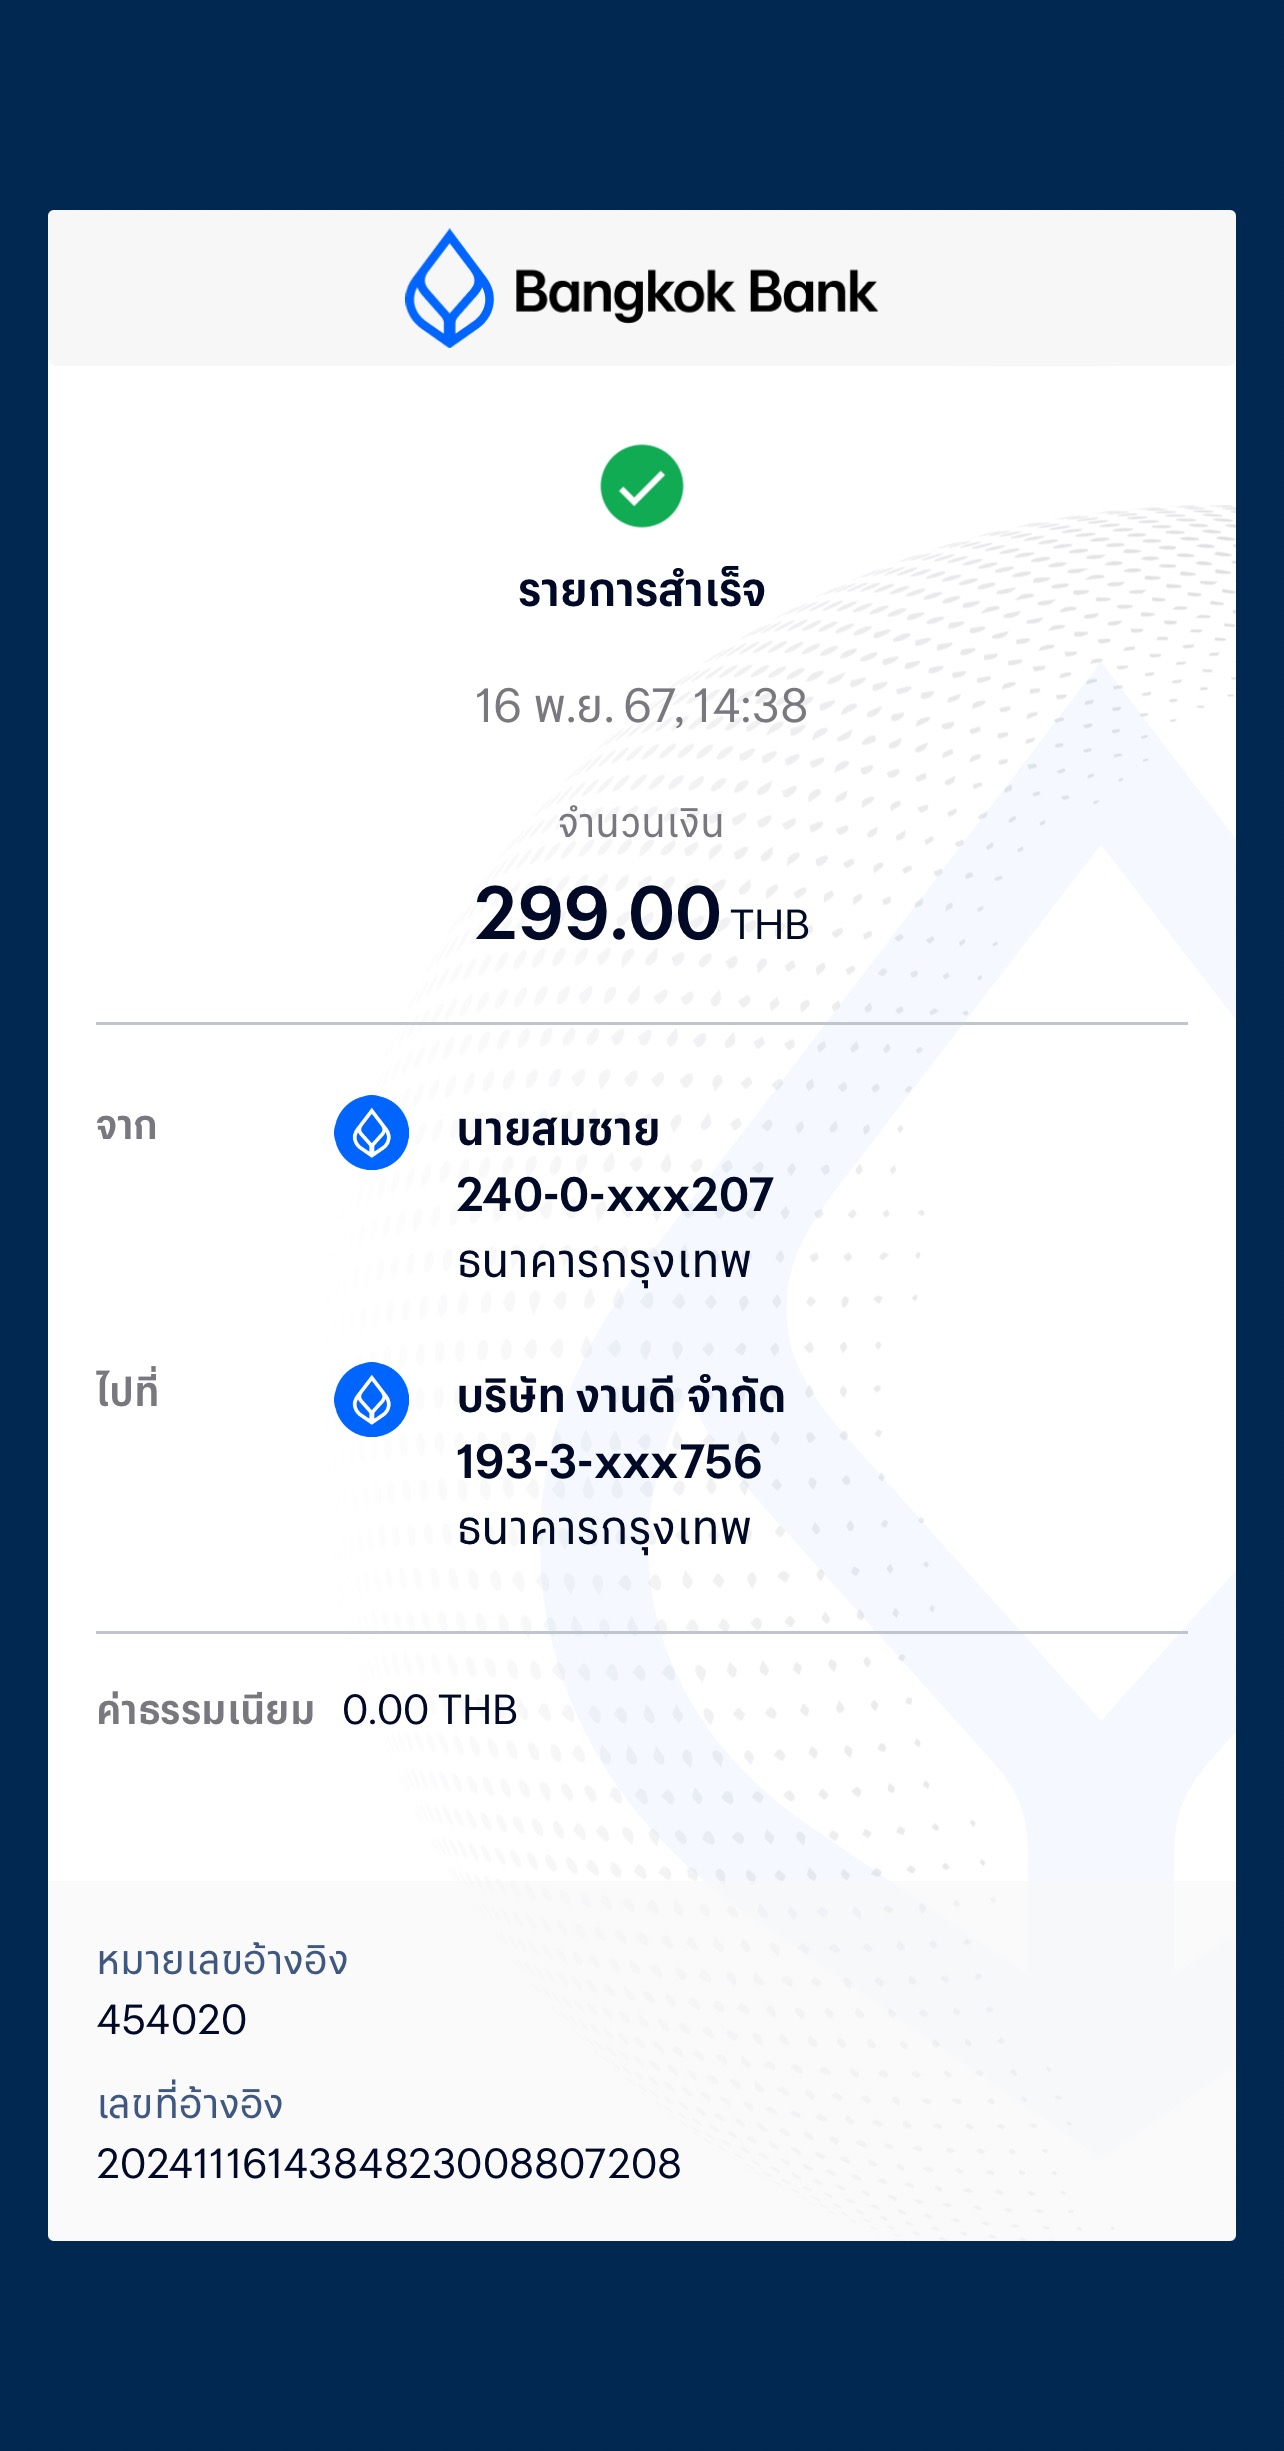 Bangkok Bank
รายการสำเร็จ
16 พ.ย. 67, 14:38
จำนวนเงิน
299.00 THB
จาก
นายสมชาย
240-0-xxx207
ธนาคารกรุงเทพ
ไปที่
บริษัท งานดี จำกัด
193-3-xxx756
ธนาคารกรุงเทพ
ค่าธรรมเนียม 0.00 THB
หมายเลขอ้างอิง
454020
เลขที่อ้างอิง
2024111614384823008807208